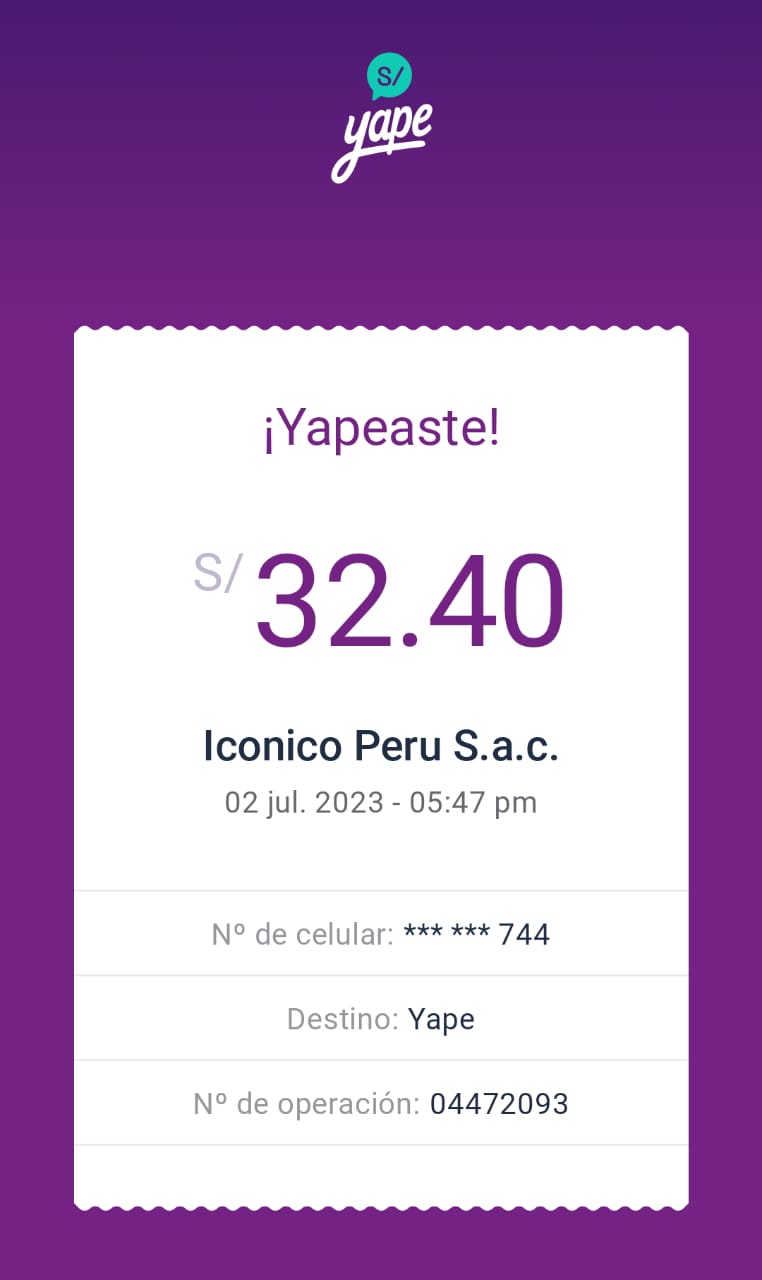 S/
yape
¡Yapeaste!
S/ 32.40
Iconico Peru S.a.c.
02 jul. 2023 - 05:47 pm
Nº de celular: *** *** 744
Destino: Yape
Nº de operación: 04472093